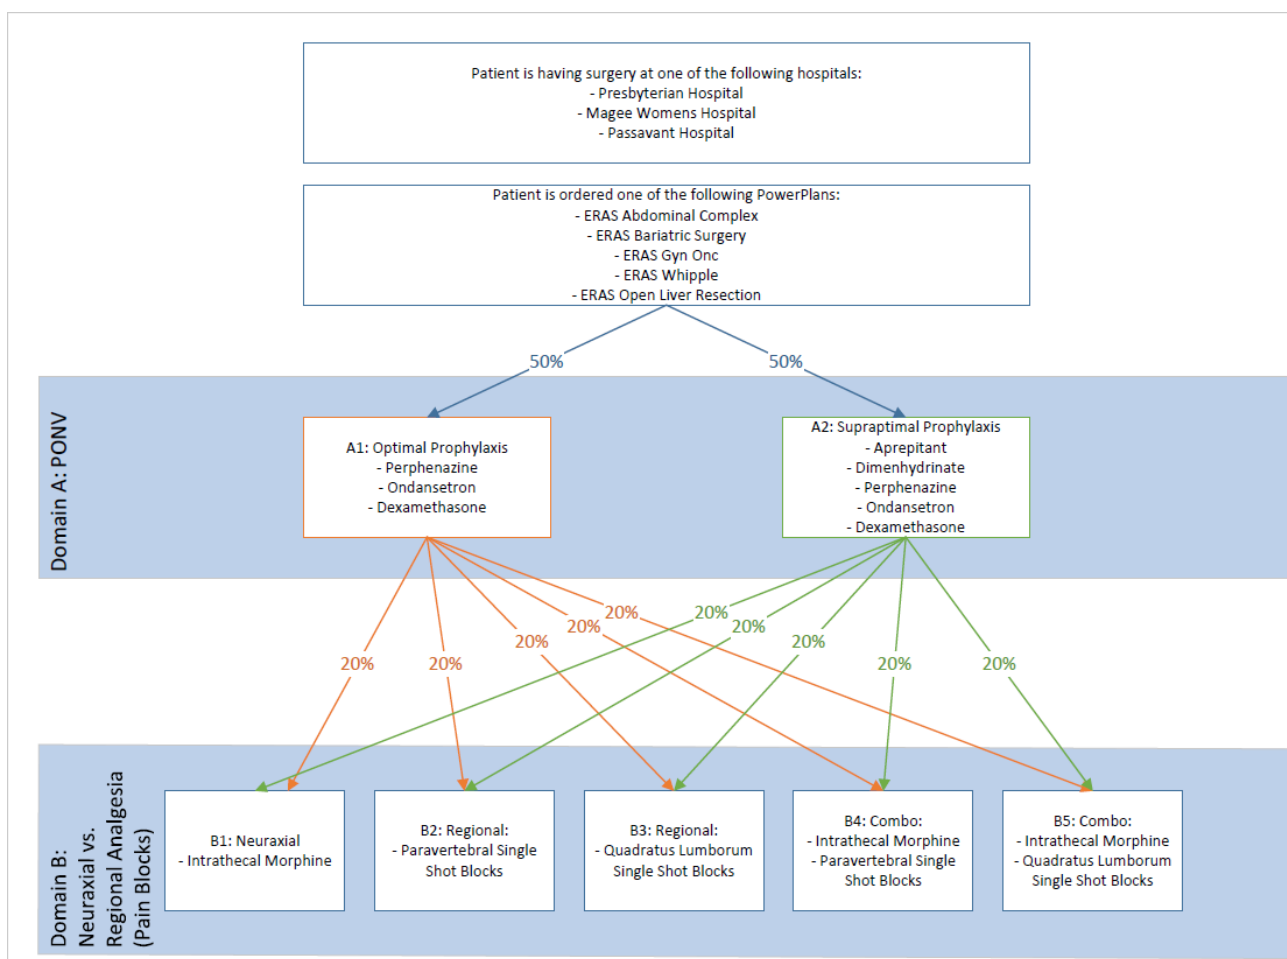 Patient is having surgery at one of the following hospitals:
- Presbyterian Hospital
- Magee Womens Hospital
- Passavant Hospital
Patient is ordered one of the following PowerPlans:
- ERAS Abdominal Complex
- ERAS Bariatric Surgery
- ERAS Gyn Onc
- ERAS Whipple
- ERAS Open Liver Resection
50%
50%
Domain A: PONV
A1: Optimal Prophylaxis
- Perphenazine
- Ondansetron
- Dexamethasone
A2: Supraptimal Prophylaxis
- Aprepitant
- Dimenhydrinate
- Perphenazine
- Ondansetron
- Dexamethasone
20%
20%
20%
20%
20%
20%
20%
20%
20%
20%
Domain B:
Neuraxial vs.
Regional Analgesia
(Pain Blocks)
B1: Neuraxial
- Intrathecal Morphine
B2: Regional:
- Paravertebral Single
Shot Blocks
B3: Regional:
- Quadratus Lumborum
Single Shot Blocks
B4: Combo:
- Intrathecal Morphine
- Paravertebral Single
Shot Blocks
B5: Combo:
- Intrathecal Morphine
- Quadratus Lumborum
Single Shot Blocks